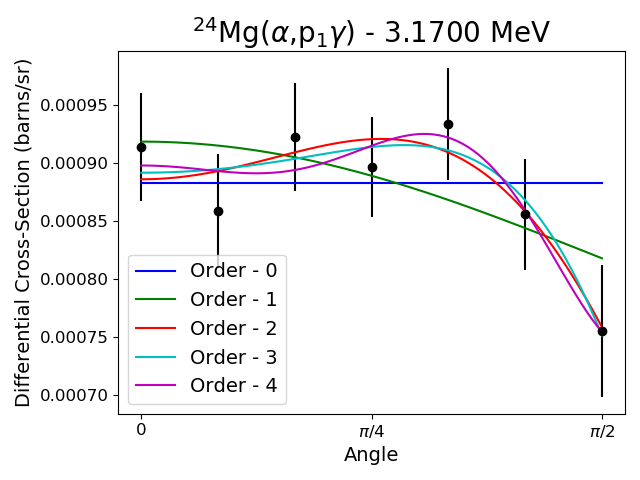 ²⁴Mg(α,p₁γ) - 3.1700 MeV
Differential Cross-Section (barns/sr)
0.00095
0.00090
0.00085
0.00080
0.00075
0.00070
Order - 0
Order - 1
Order - 2
Order - 3
Order - 4
0
π/4
π/2
Angle